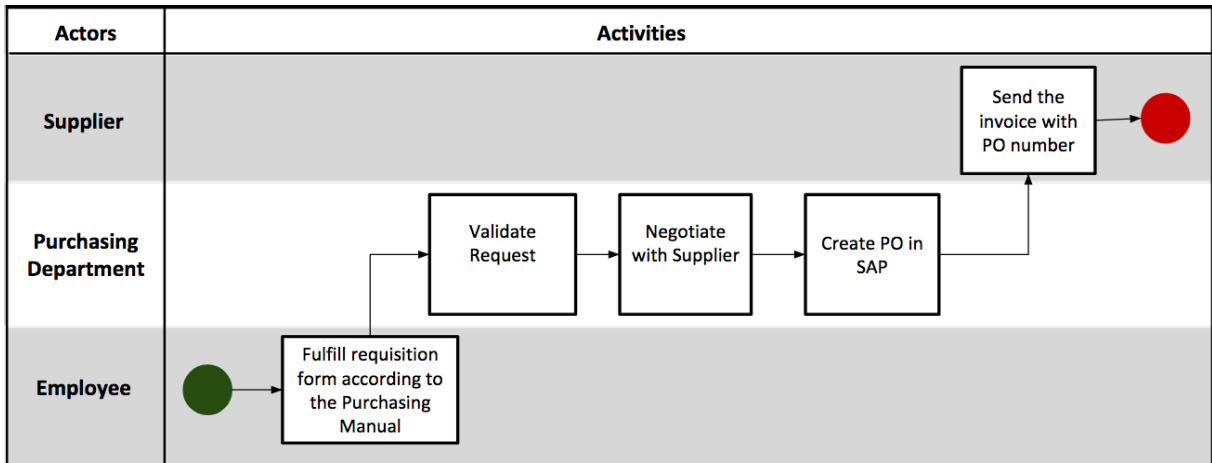 Actors
Activities
Supplier
Send the
invoice with
PO number
Purchasing
Department
Validate
Request
Negotiate
with Supplier
Create PO in
SAP
Employee
Fulfill requisition
form according to
the Purchasing
Manual